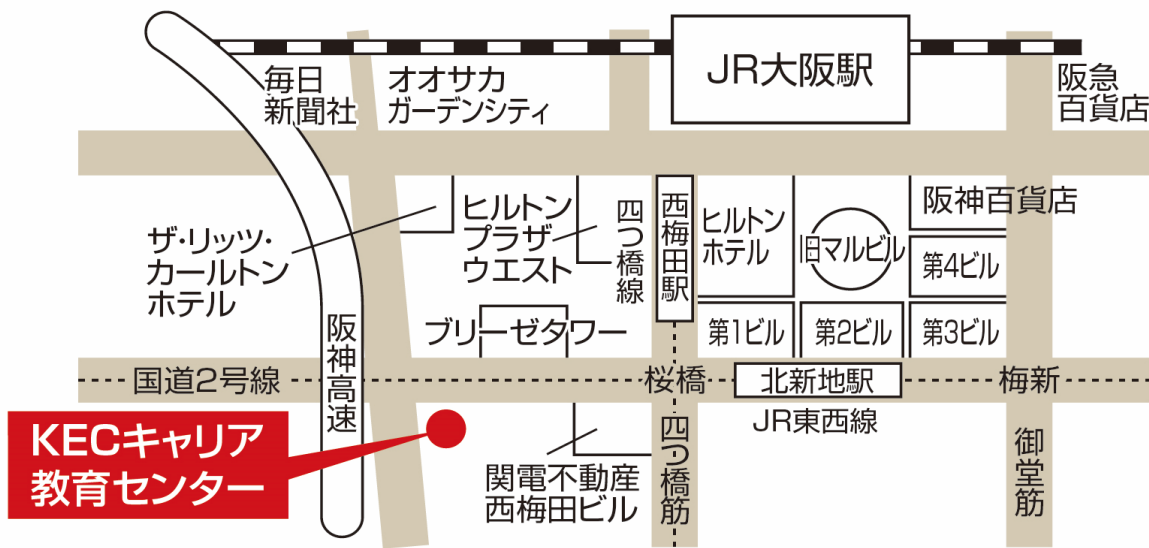 JR大阪駅
毎日
新聞社
オオサカ
ガーデンシティ
阪急
百貨店
ザ・リッツ・
カールトン
ホテル
ヒルトン
プラザ
ウエスト
四つ橋線
西梅田駅
ヒルトン
ホテル
旧マルビル
阪神百貨店
第4ビル
ブリーゼタワー
第1ビル
第2ビル
第3ビル
阪神高速
国道2号線
桜橋
北新地駅
梅新
JR東西線
KECキャリア
教育センター
関電不動産
西梅田ビル
四つ橋筋
御堂筋